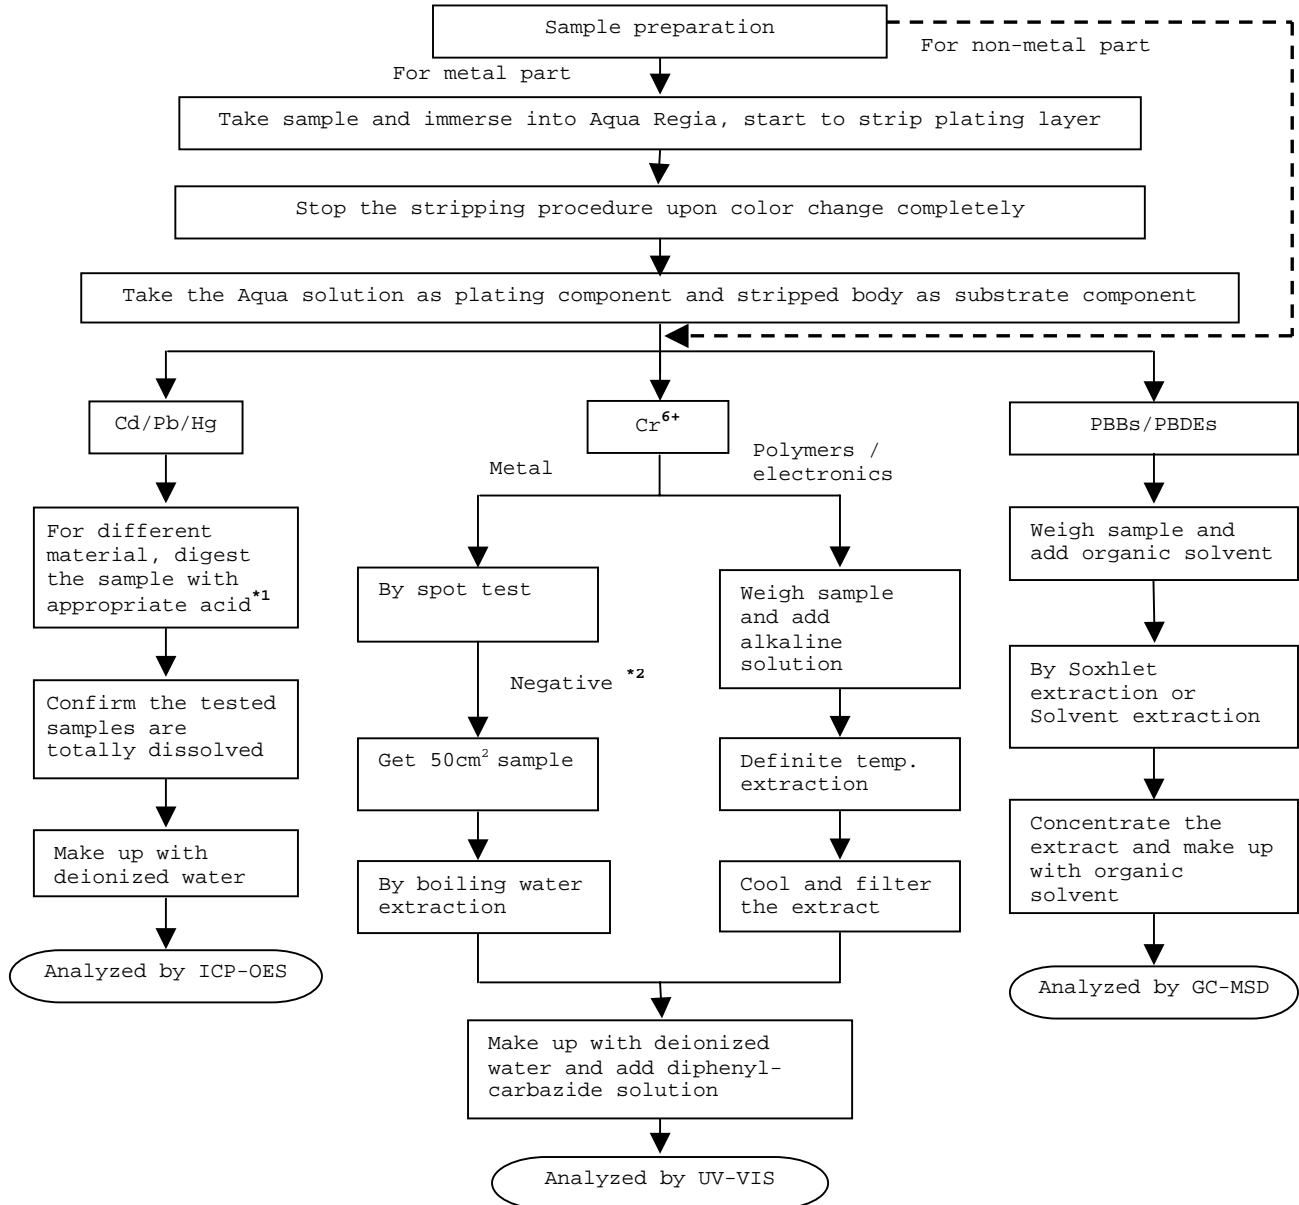 Sample preparation
For non-metal part
For metal part
Take sample and immerse into Aqua Regia, start to strip plating layer
Stop the stripping procedure upon color change completely
Take the Aqua solution as plating component and stripped body as substrate component
Cd/Pb/Hg
Cr6+
PBBs/PBDEs
Metal
Polymers /
electronics
For different
material, digest
the sample with
appropriate acid*1
Confirm the tested
samples are
totally dissolved
Make up with
deionized water
Analyzed by ICP-OES
By spot test
Negative *2
Get 50cm2 sample
By boiling water
extraction
Weigh sample
and add
alkaline
solution
Definite temp.
extraction
Cool and filter
the extract
Make up with deionized
water and add diphenyl-
carbazide solution
Analyzed by UV-VIS
Weigh sample and
add organic solvent
By Soxhlet
extraction or
Solvent extraction
Concentrate the
extract and make up
with organic
solvent
Analyzed by GC-MSD